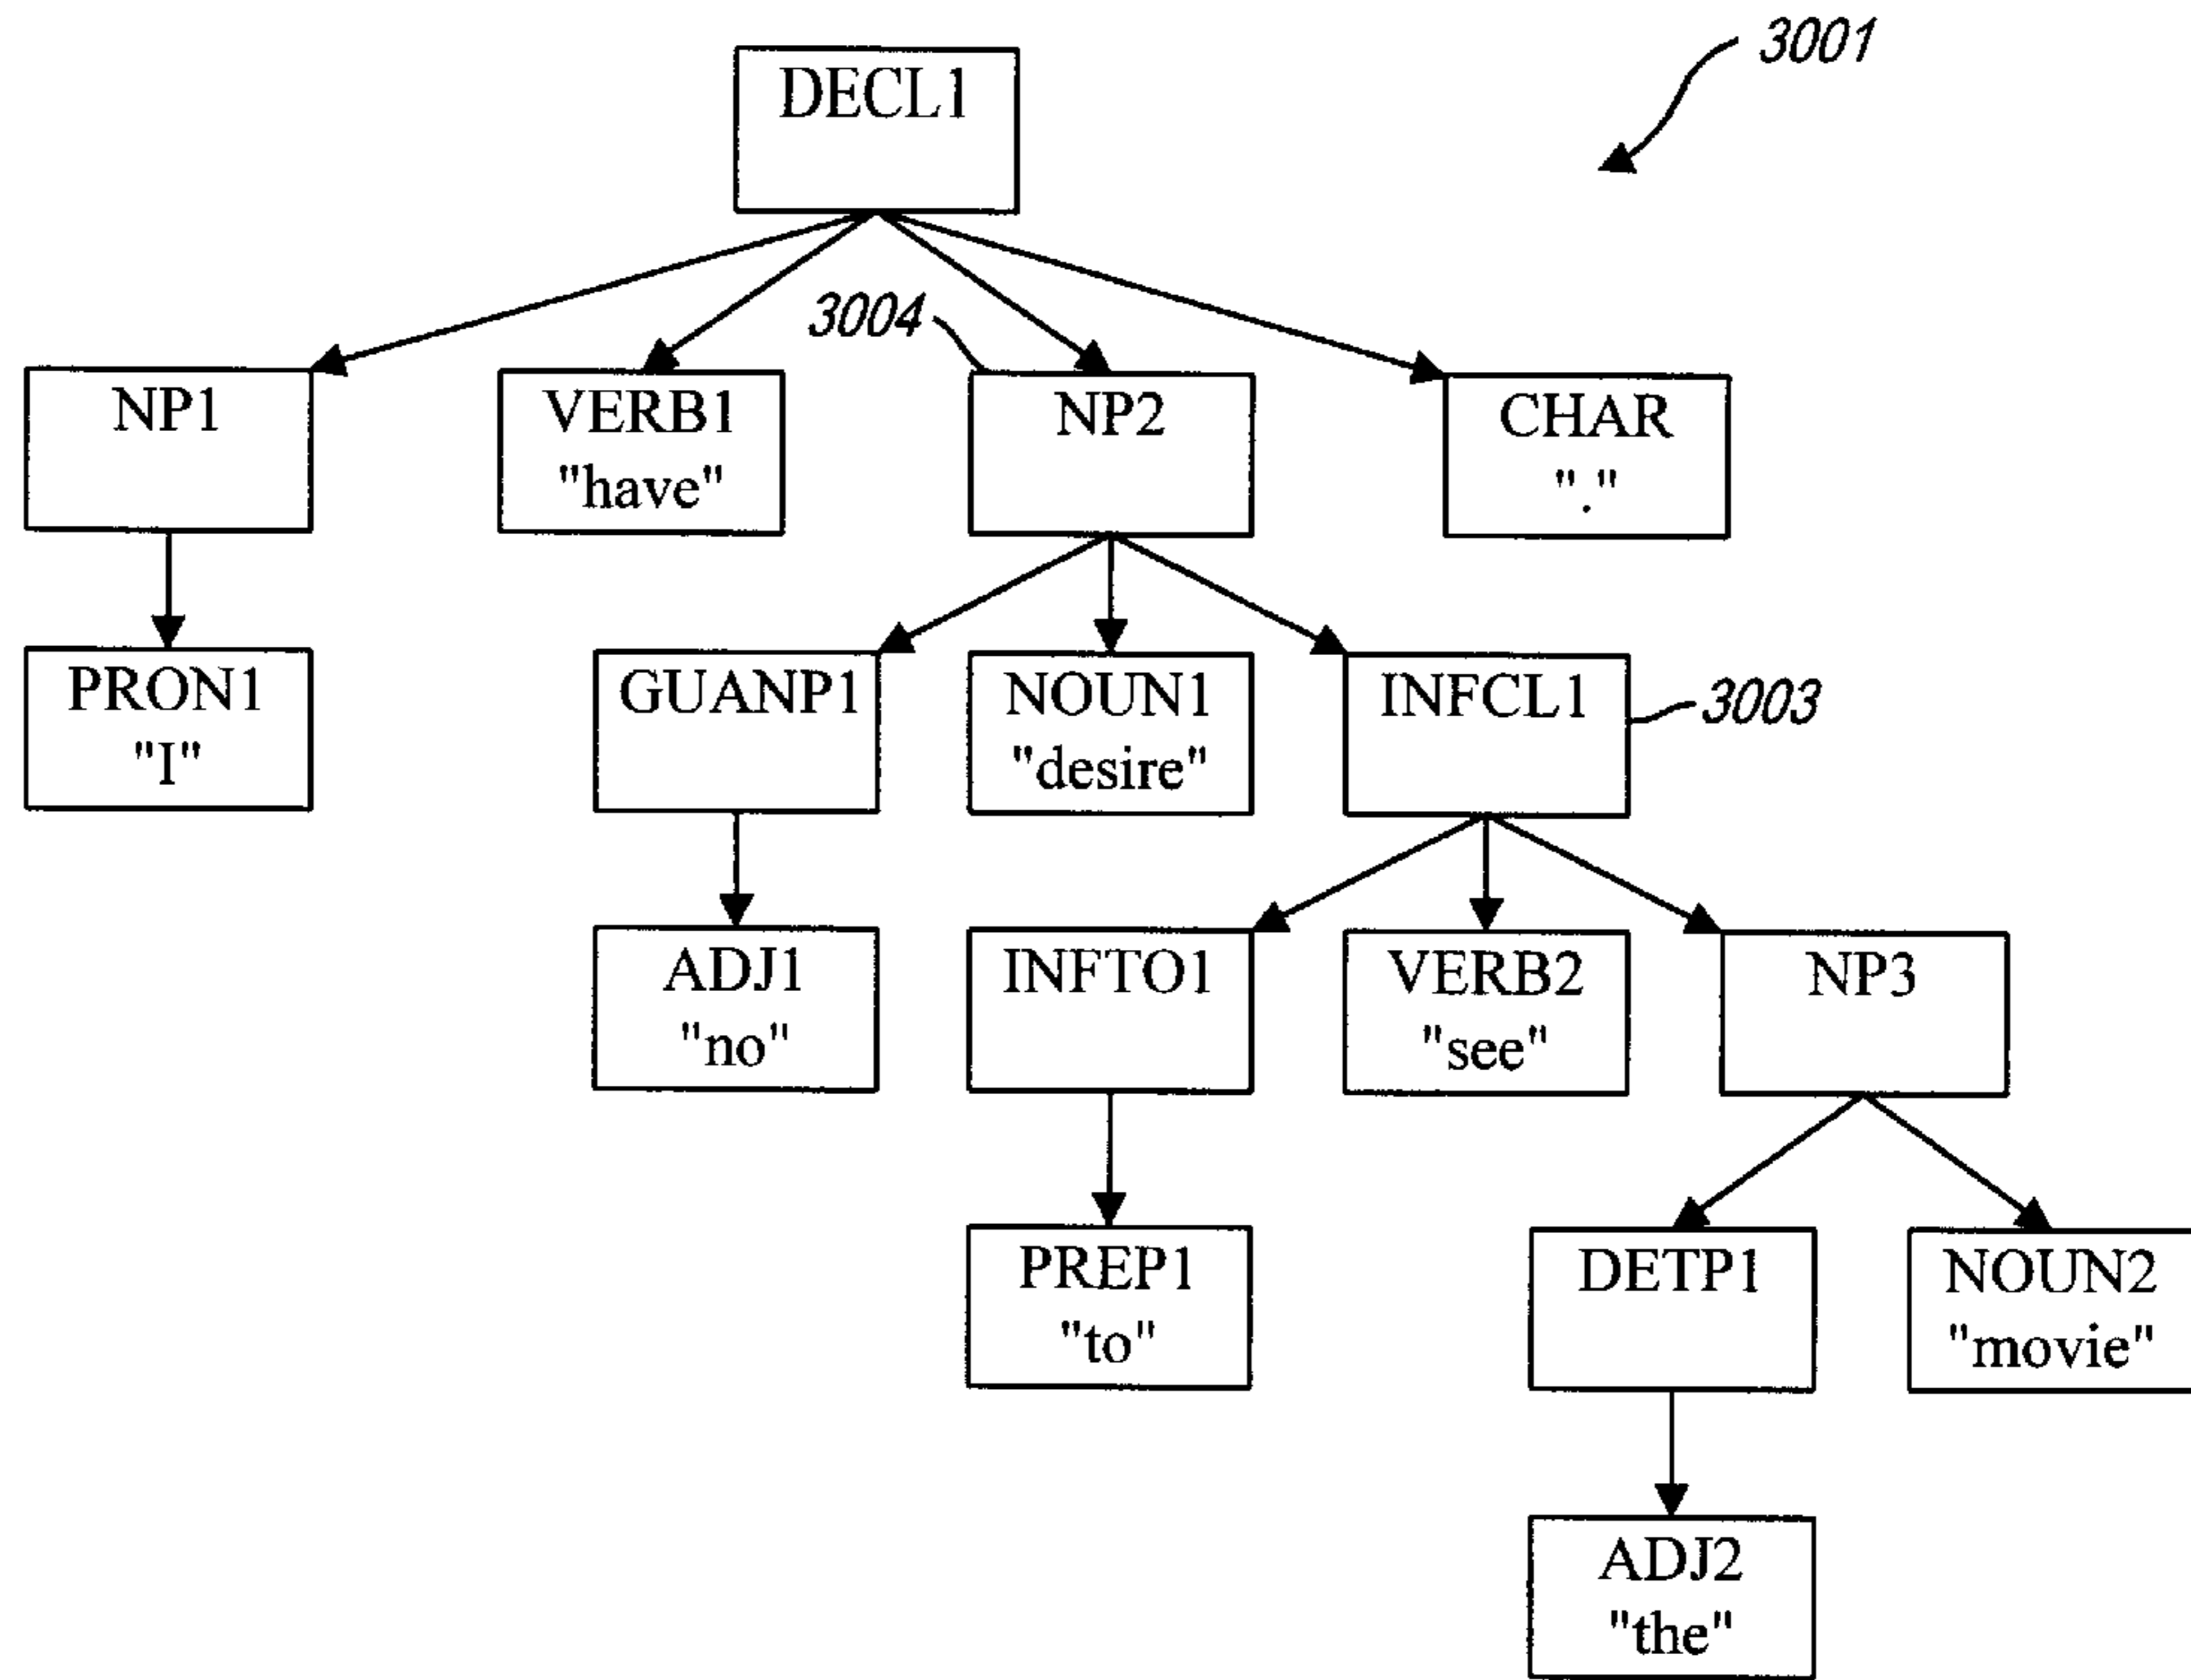 3001
DECL1
3004
NP1
VERB1
"have"
NP2
CHAR
"."
PRON1
"I"
GUANP1
NOUN1
"desire"
INFCL1
3003
ADJ1
"no"
INFTO1
VERB2
"see"
NP3
PREP1
"to"
DETP1
NOUN2
"movie"
ADJ2
"the"